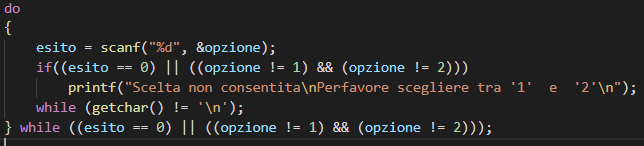 do
{
    esito = scanf("%d", &opzione);
    if((esito == 0) || ((opzione != 1) && (opzione != 2)))
        printf("Scelta non consentita\nPerfavore scegliere tra '1'  e  '2'\n");
    while (getchar() != '\n');
} while ((esito == 0) || ((opzione != 1) && (opzione != 2)));